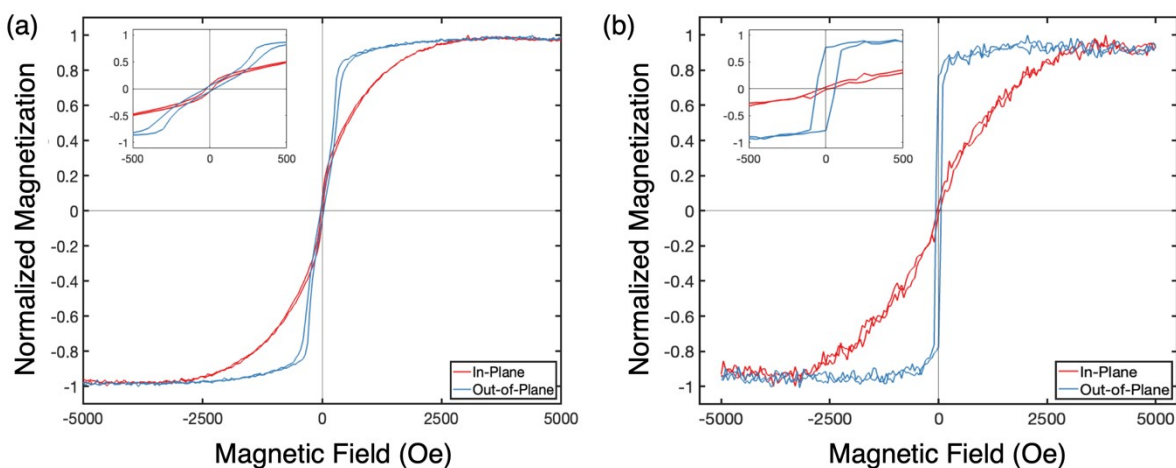 (a)
Normalized Magnetization
1
0.8
0.6
0.4
0.2
0
-0.2
-0.4
-0.6
-0.8
-1
-5000 -2500 0 2500 5000
Magnetic Field (Oe)
1
0.5
0
-0.5
-1
-500 0 500
In-Plane
Out-of-Plane
(b)
Normalized Magnetization
1
0.8
0.6
0.4
0.2
0
-0.2
-0.4
-0.6
-0.8
-1
-5000 -2500 0 2500 5000
Magnetic Field (Oe)
1
0.5
0
-0.5
-1
-500 0 500
In-Plane
Out-of-Plane